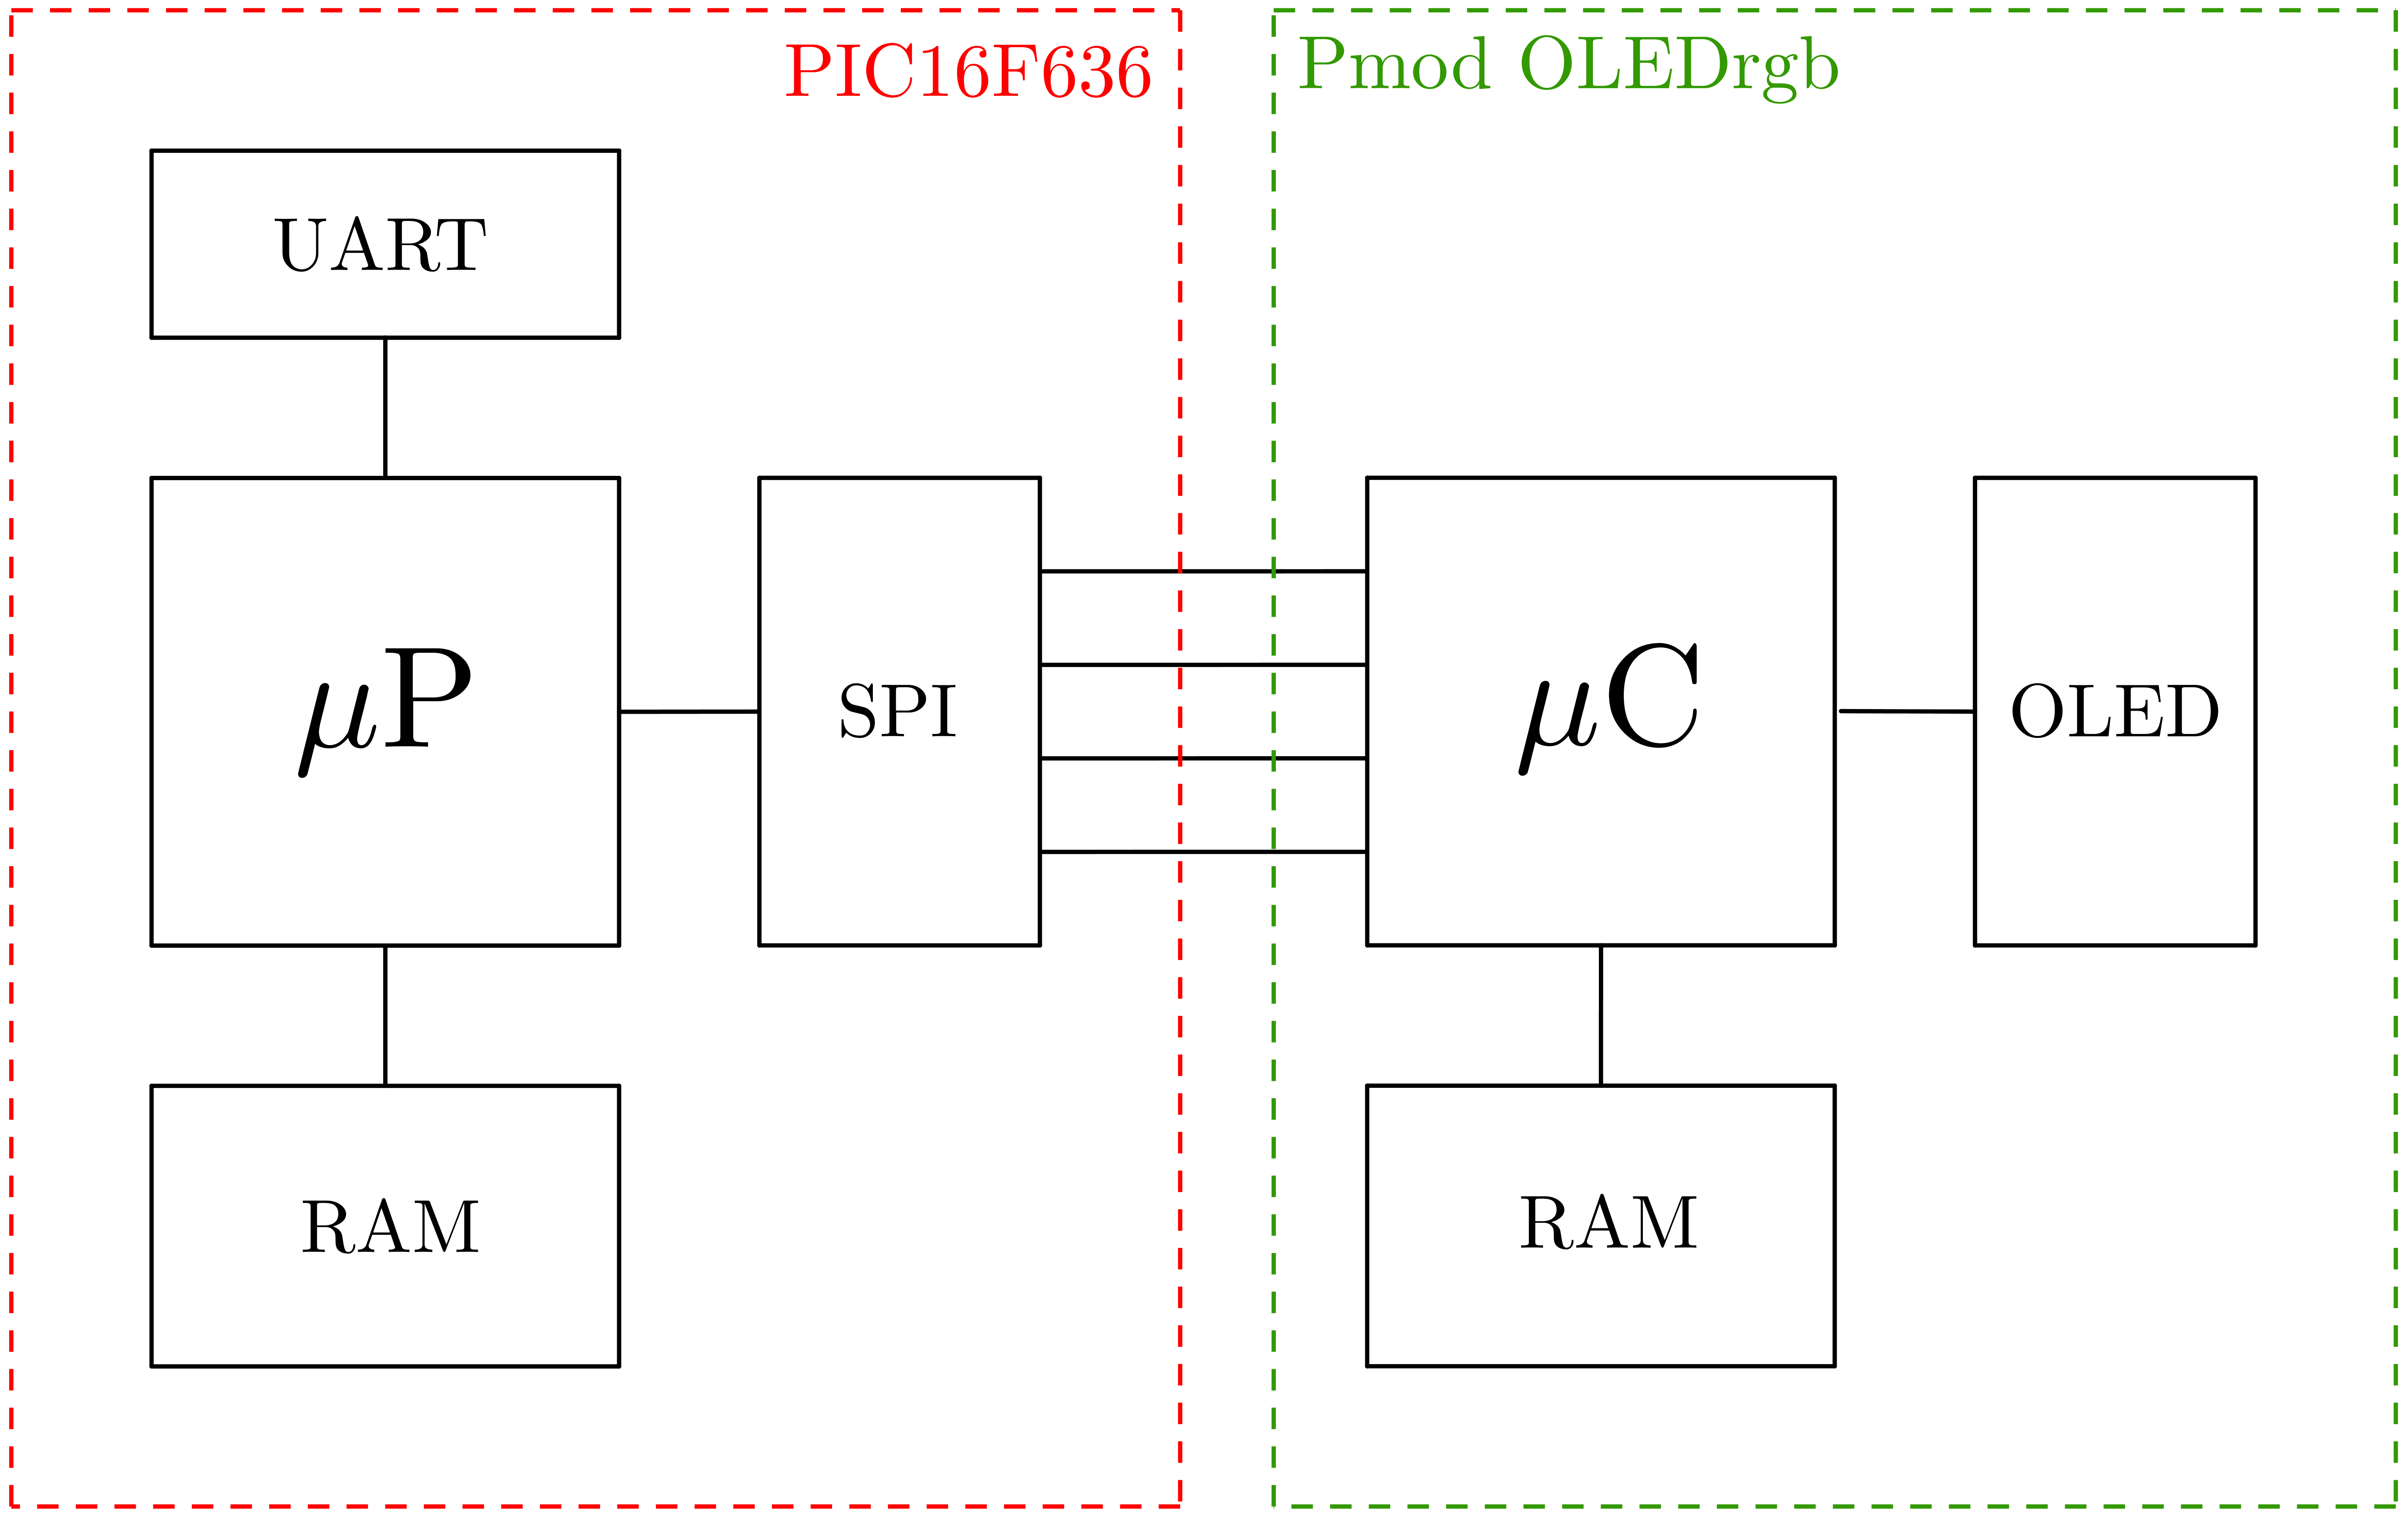 PIC16F636
Pmod OLEDrgb
UART
μP
SPI
μC
OLED
RAM
RAM